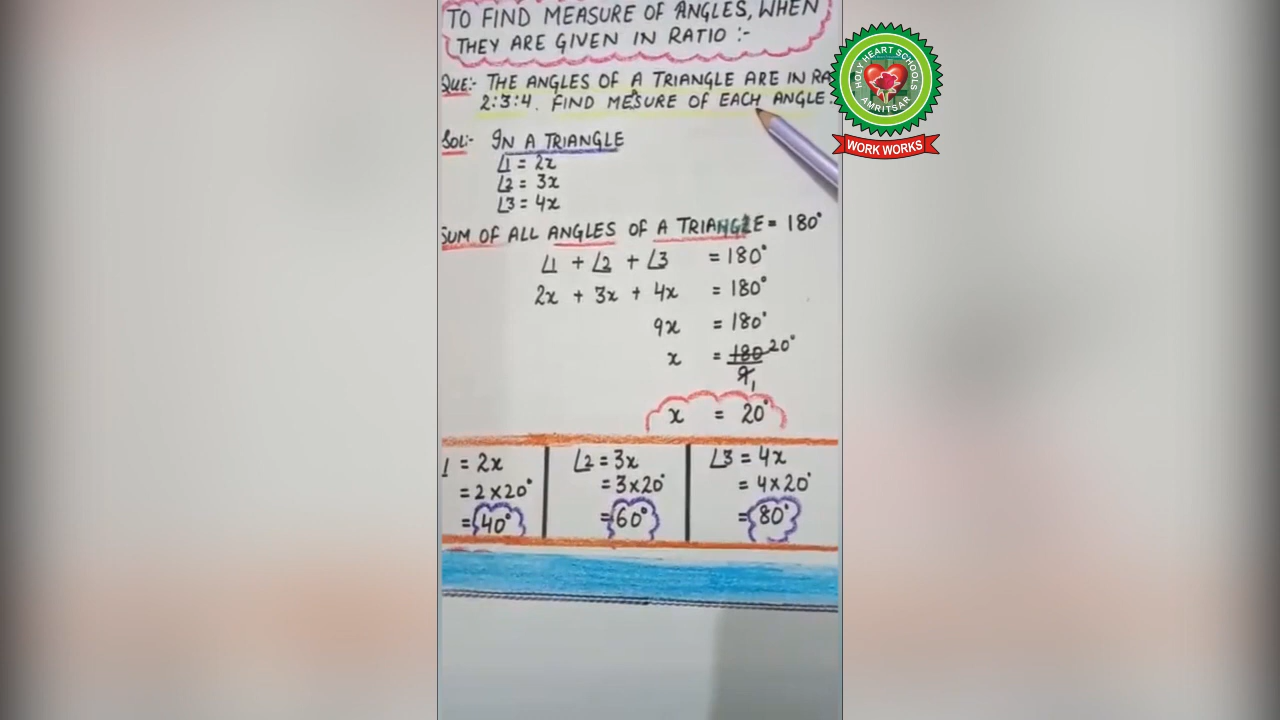 TO FIND MEASURE OF ANGLES, WHEN
THEY ARE GIVEN IN RATIO :-
QUE:- THE ANGLES OF A TRIANGLE ARE IN RA
2:3:4. FIND MESURE OF EACH ANGLE.
SOL:- IN A TRIANGLE
∠1 = 2x
∠2 = 3x
∠3 = 4x
SUM OF ALL ANGLES OF A TRIANGLE = 180°
∠1 + ∠2 + ∠3 = 180°
2x + 3x + 4x = 180°
9x = 180°
x = 180/9 20° 1
x = 20°
1 = 2x ∠2 = 3x ∠3 = 4x
= 2×20° = 3×20° = 4×20°
= 40° = 60° = 80°
HOLY HEART SCHOOLS
AMRITSAR
WORK WORKS